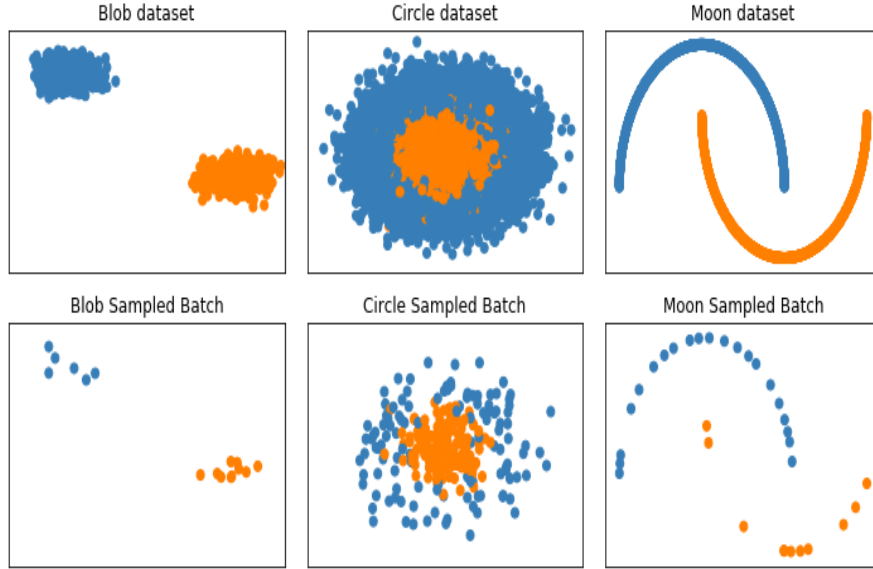 Blob dataset
Circle dataset
Moon dataset
Blob Sampled Batch
Circle Sampled Batch
Moon Sampled Batch